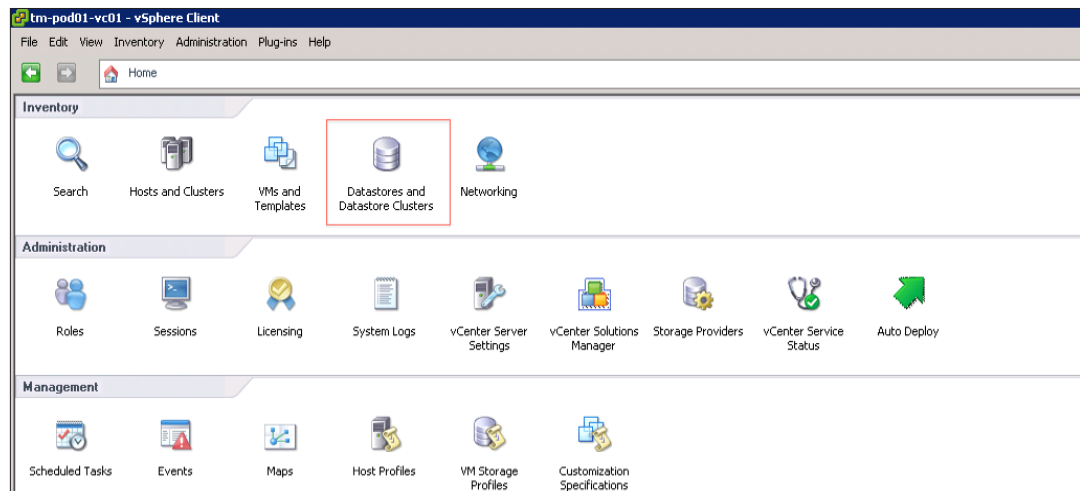 tm-pod01-vc01 - vSphere Client
File Edit View Inventory Administration Plug-ins Help
Home
Inventory
Search
Hosts and Clusters
VMs and
Templates
Datastores and
Datastore Clusters
Networking
Administration
Roles
Sessions
Licensing
System Logs
vCenter Server
Settings
vCenter Solutions
Manager
Storage Providers
vCenter Service
Status
Auto Deploy
Management
Scheduled Tasks
Events
Maps
Host Profiles
VM Storage
Profiles
Customization
Specifications